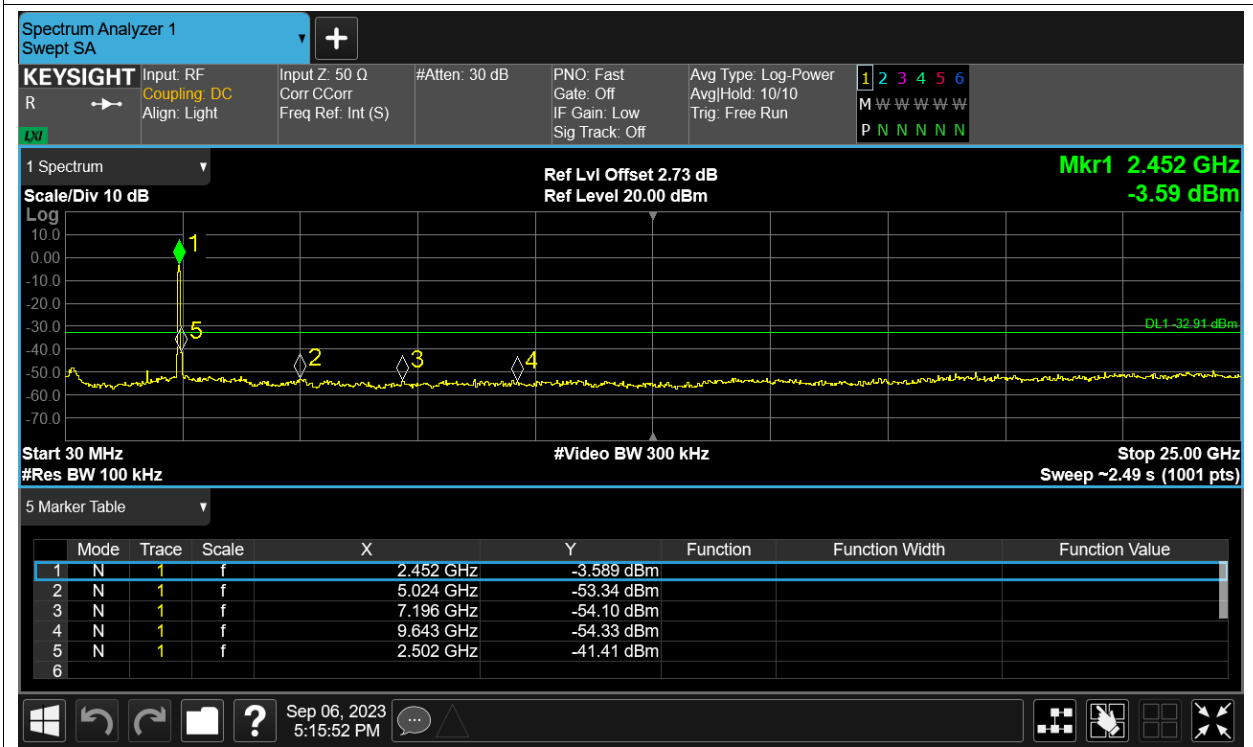 Spectrum Analyzer 1
Swept SA
+
KEYSIGHT Input: RF Input Z: 50 Ω #Atten: 30 dB PNO: Fast Avg Type: Log-Power 1 2 3 4 5 6
R Coupling: DC Corr CCorr Gate: Off Avg|Hold: 10/10 M W W W W W
Align: Light Freq Ref: Int (S) IF Gain: Low Trig: Free Run
LXI Sig Track: Off P N N N N N
1 Spectrum Ref Lvl Offset 2.73 dB Mkr1 2.452 GHz
Scale/Div 10 dB Ref Level 20.00 dBm -3.59 dBm
Log
10.0
1
0.00
-10.0
-20.0
-30.0
5
DL1 -32.91 dBm
-40.0
2 3 4
-50.0
-60.0
-70.0
Start 30 MHz #Video BW 300 kHz Stop 25.00 GHz
#Res BW 100 kHz Sweep ~2.49 s (1001 pts)
5 Marker Table
Mode Trace Scale X Y Function Function Width Function Value
1 N 1 f 2.452 GHz -3.589 dBm
2 N 1 f 5.024 GHz -53.34 dBm
3 N 1 f 7.196 GHz -54.10 dBm
4 N 1 f 9.643 GHz -54.33 dBm
5 N 1 f 2.502 GHz -41.41 dBm
6
? Sep 06, 2023
5:15:52 PM